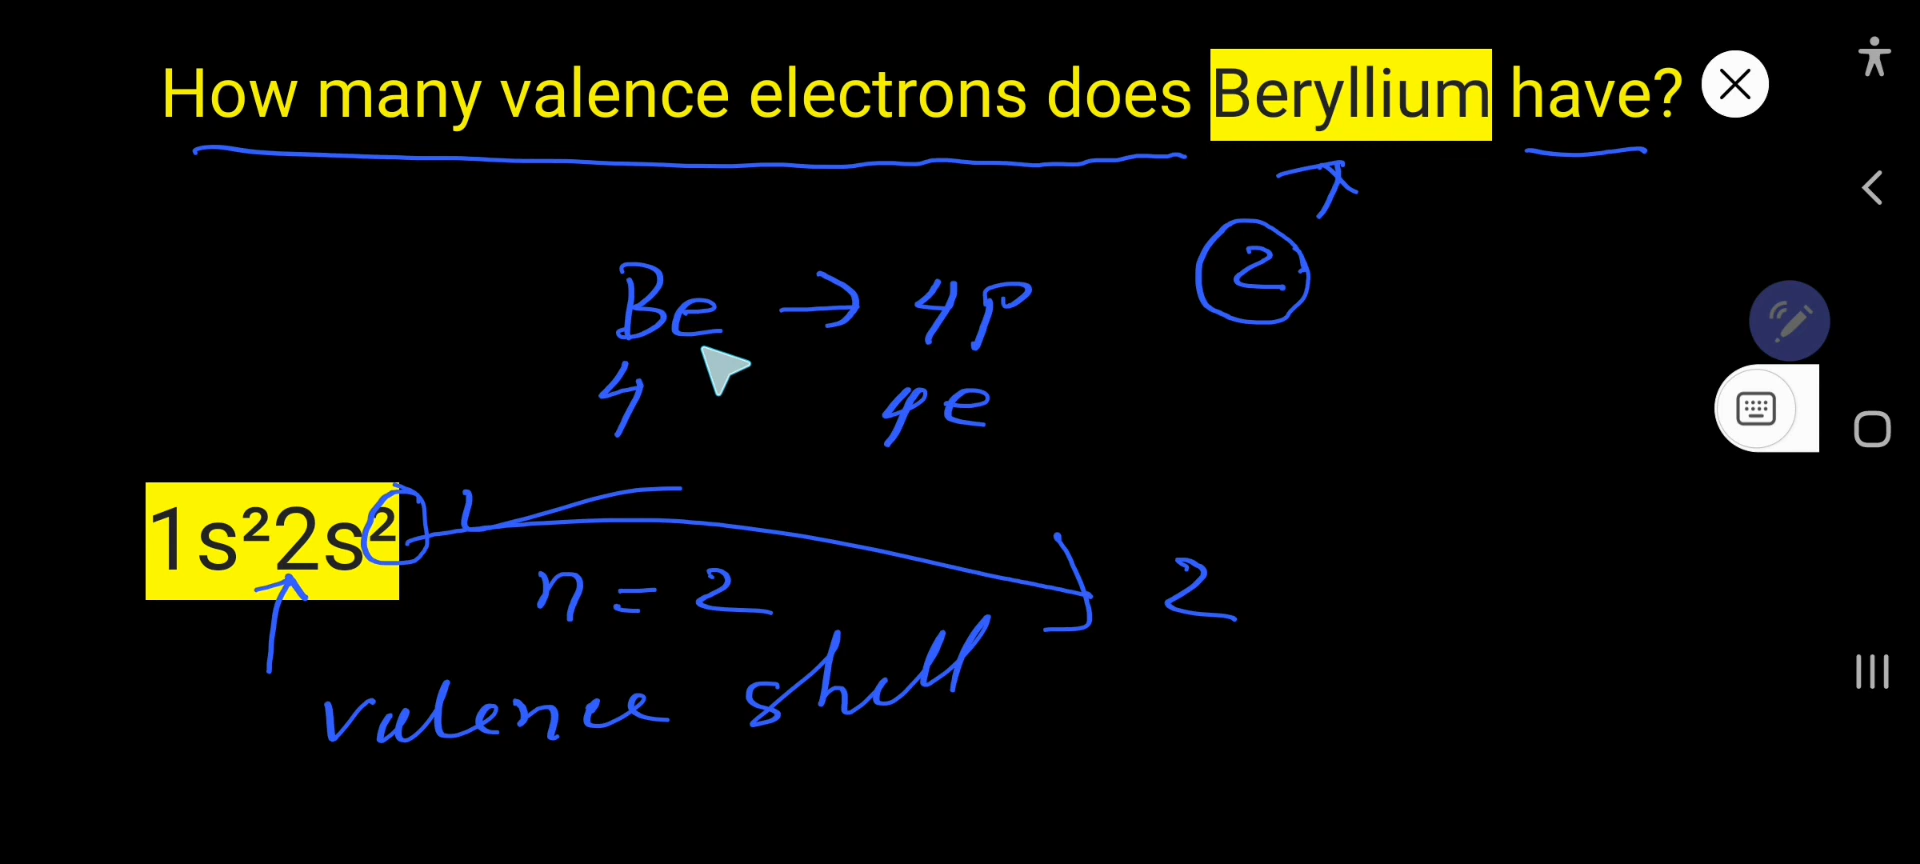 How many valence electrons does Beryllium have?
2
Be → 4P
4 4e
1s²2s²
n = 2 2
valence shell